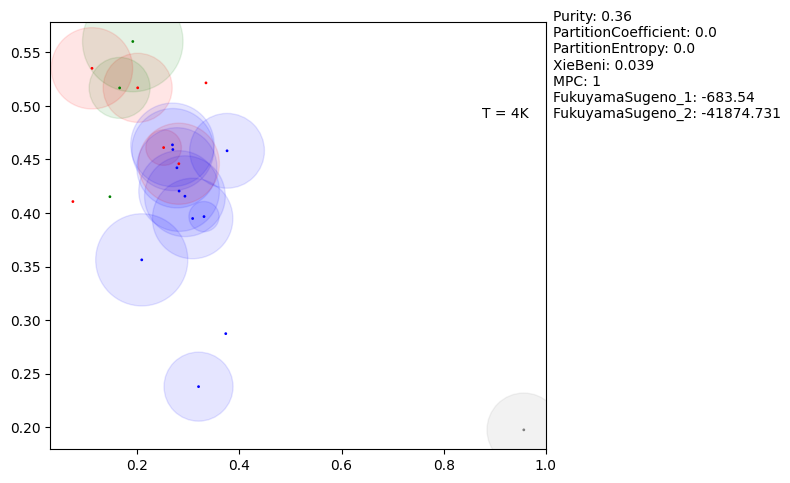 Purity: 0.36
PartitionCoefficient: 0.0
PartitionEntropy: 0.0
XieBeni: 0.039
MPC: 1
FukuyamaSugeno_1: -683.54
FukuyamaSugeno_2: -41874.731
T = 4K
0.55
0.50
0.45
0.40
0.35
0.30
0.25
0.20
0.2
0.4
0.6
0.8
1.0